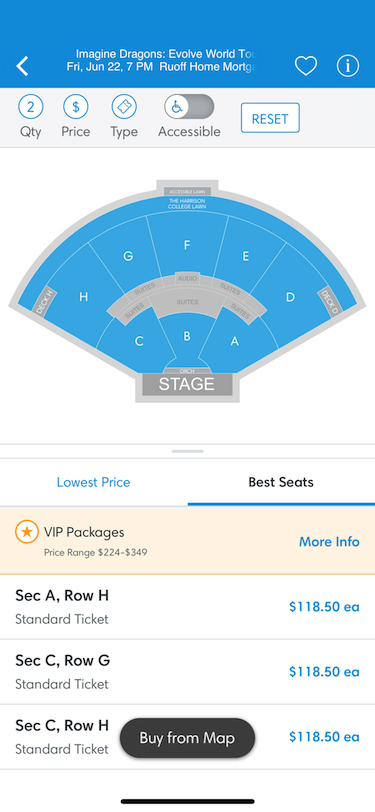 Imagine Dragons: Evolve World
Fri, Jun 22, 7 PM Ruoff Home
2
$
Qty
Price
Type
Accessible
RESET
ACCESSIBLE LAWN
THE HARRISON
COLLEGE LAWN
F
G
E
AUDIO
SUITES
SUITES
H
D
DECK H
DECK D
SUITES
SUITES
SUITES
C
B
A
ORCH
STAGE
Lowest Price
Best Seats
VIP Packages
Price Range $224-$349
More Info
Sec A, Row H
$118.50 ea
Standard Ticket
Sec C, Row G
$118.50 ea
Standard Ticket
Sec C, Row H
$118.50 ea
Standard Ticket
Buy from Map